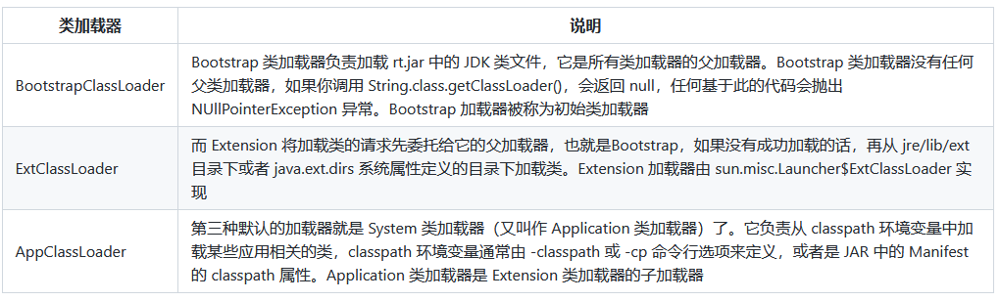 类加载器 说明
Bootstrap 类加载器负责加载 rt.jar 中的 JDK 类文件，它是所有类加载器的父加载器。Bootstrap 类加载器没有任何
BootstrapClassLoader 父类加载器，如果你调用 String.class.getClassLoader()，会返回 null，任何基于此的代码会抛出
NUllPointerException 异常。Bootstrap 加载器被称为初始类加载器
而 Extension 将加载类的请求先委托给它的父加载器，也就是Bootstrap，如果没有成功加载的话，再从 jre/lib/ext
ExtClassLoader 目录下或者 java.ext.dirs 系统属性定义的目录下加载类。Extension 加载器由 sun.misc.Launcher$ExtClassLoader 实
现
第三种默认的加载器就是 System 类加载器（又叫作 Application 类加载器）了。它负责从 classpath 环境变量中加
AppClassLoader 载某些应用相关的类，classpath 环境变量通常由 -classpath 或 -cp 命令行选项来定义，或者是 JAR 中的 Manifest
的 classpath 属性。Application 类加载器是 Extension 类加载器的子加载器